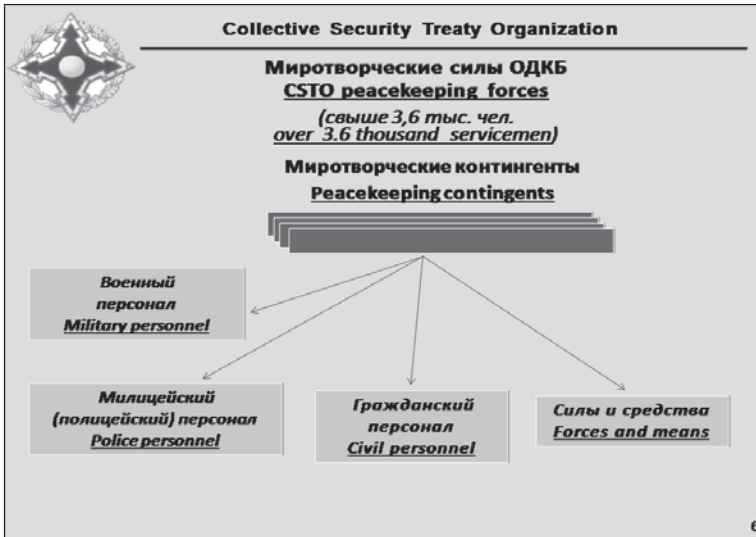 Collective Security Treaty Organization
Миротворческие силы ОДКБ
CSTO peacekeeping forces
(свыше 3,6 тыс. чел.
over 3.6 thousand servicemen)
Миротворческие контингенты
Peacekeeping contingents
Военный
персонал
Military personnel
Милицейский
(полицейский) персонал
Police personnel
Гражданский
персонал
Civil personnel
Силы и средства
Forces and means